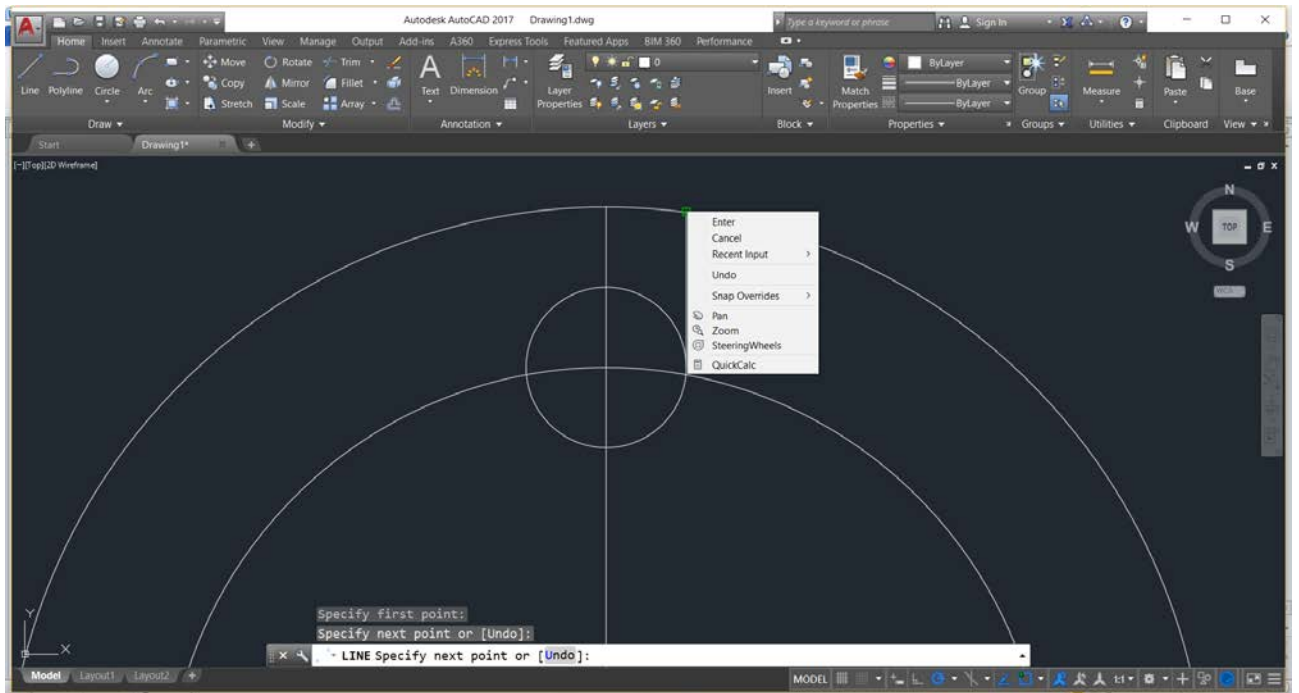 A.
Autodesk AutoCAD 2017 Drawing1.dwg
Type a keyword or phrase
Sign In
?
Home Insert Annotate Parametric View Manage Output Add-ins A360 Express Tools Featured Apps BIM 360 Performance
Move Rotate Trim
Copy Mirror Fillet
Stretch Scale Array
Line Polyline Circle Arc
A
Text Dimension
Layer
Properties
0
Insert
Match
Properties
ByLayer
ByLayer
ByLayer
Group
Measure
Paste
Base
Draw Modify Annotation Layers Block Properties Groups Utilities Clipboard View
Start Drawing1* +
[-][Top][2D Wireframe]
N
W TOP E
S
WCS
Enter
Cancel
Recent Input
Undo
Snap Overrides
Pan
Zoom
SteeringWheels
QuickCalc
Y
X
Specify first point:
Specify next point or [Undo]:
LINE Specify next point or [Undo]:
Model Layout1 Layout2 +
MODEL
1:1